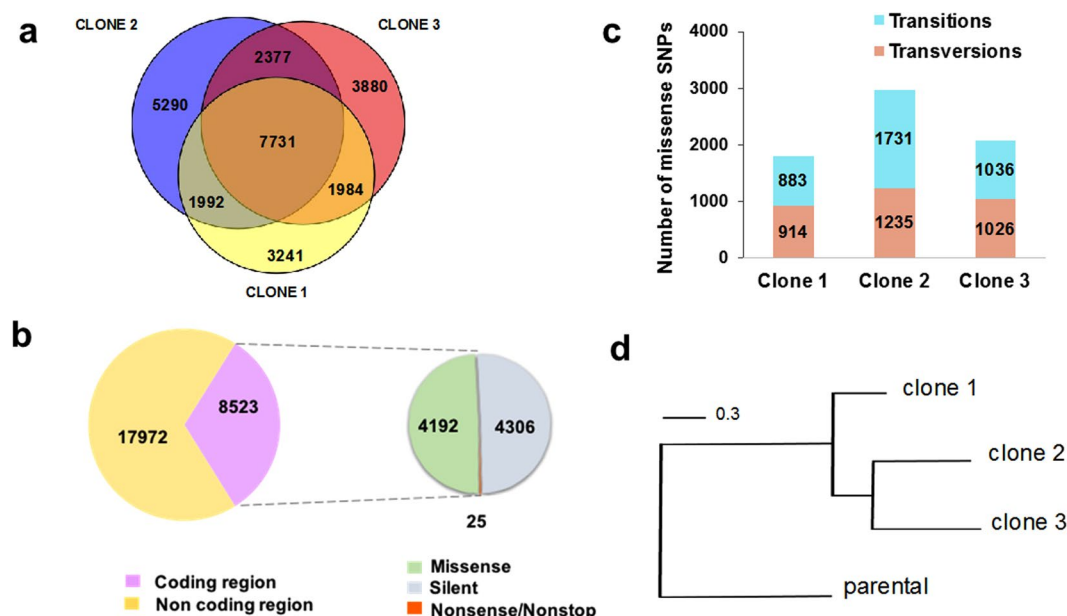 a
CLONE 2
CLONE 3
2377
5290
3880
7731
1992
1984
3241
CLONE 1
b
17972
8523
4192
4306
25
Coding region
Non coding region
Missense
Silent
Nonsense/Nonstop
c
Transitions
Transversions
Number of missense SNPs
4000
3000
2000
1000
0
883
914
1731
1235
1036
1026
Clone 1
Clone 2
Clone 3
d
0.3
clone 1
clone 2
clone 3
parental